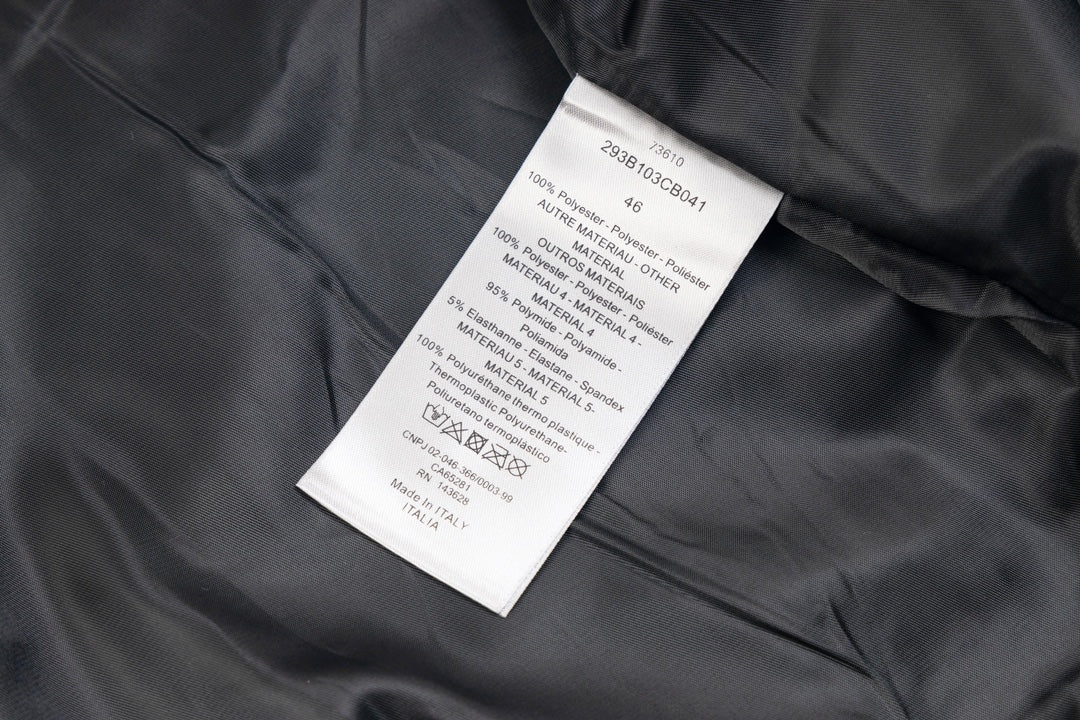 73610
293B103CB041
46
100% Polyester - Polyester - Poliéster
AUTRE MATERIAU - OTHER
MATERIAL
OUTROS MATERIAIS
100% Polyester - Polyester - Poliéster
MATERIAU 4 - MATERIAL 4 -
MATERIAL 4
95% Polymide - Polyamide -
Poliamida
5% Elasthanne - Elastane - Spandex
MATERIAU 5 - MATERIAL 5-
MATERIAL 5
100% Polyuréthane thermo plastique -
Thermoplastic Polyurethane-
Poliuretano termoplástico
CNPJ 02-046-366/0003-99
CA65281
RN 143628
Made In ITALY
ITALIA